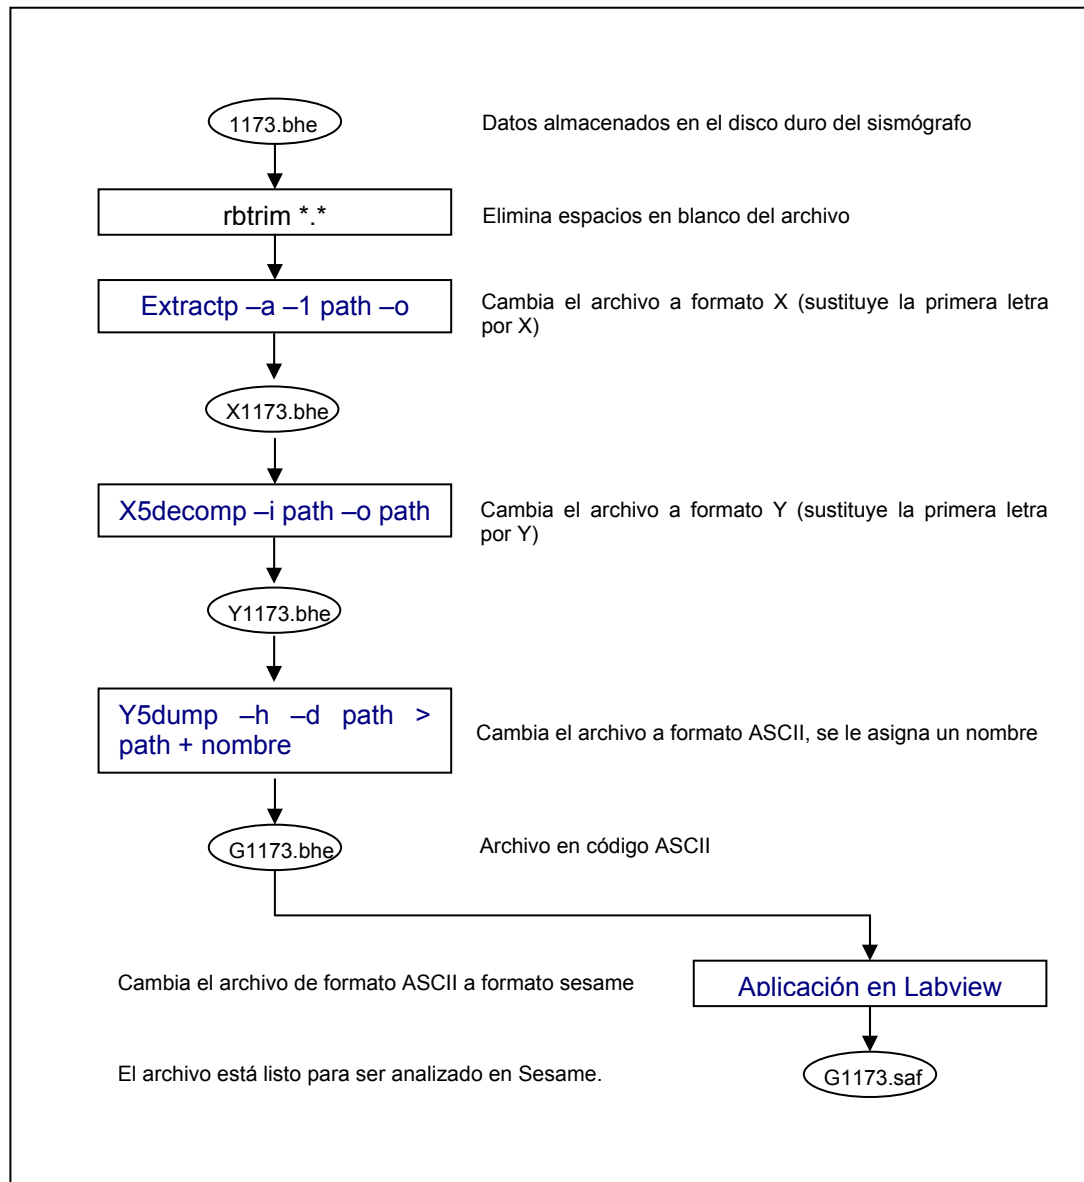 1173.bhe
Datos almacenados en el disco duro del sismógrafo
rbtrim *.*
Elimina espacios en blanco del archivo
Extractp –a –1 path –o
Cambia el archivo a formato X (sustituye la primera letra
por X)
X1173.bhe
X5decomp –i path –o path
Cambia el archivo a formato Y (sustituye la primera letra
por Y)
Y1173.bhe
Y5dump –h –d path >
path + nombre
Cambia el archivo a formato ASCII, se le asigna un nombre
G1173.bhe
Archivo en código ASCII
Cambia el archivo de formato ASCII a formato sesame
Aplicación en Labview
El archivo está listo para ser analizado en Sesame.
G1173.saf